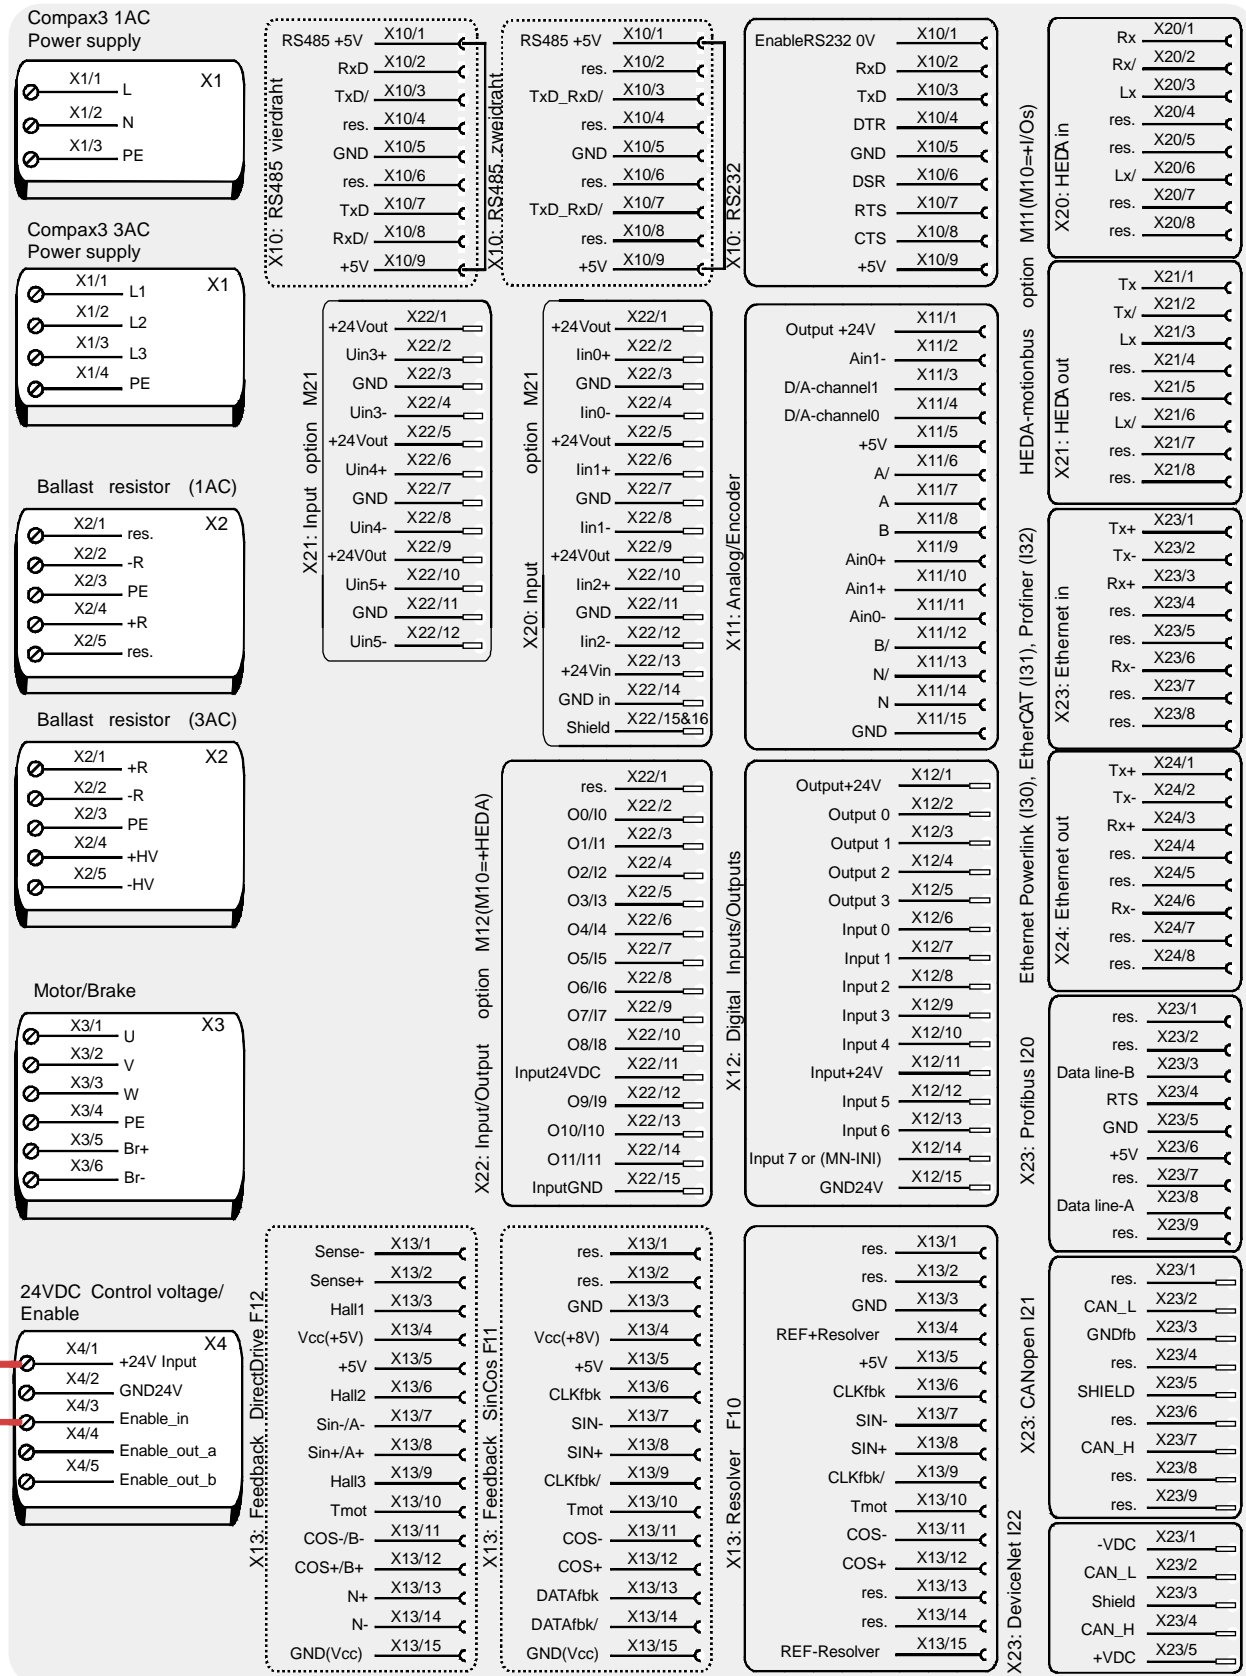 Compax3 1AC
Power supply
X1
X1/1 L
X1/2 N
X1/3 PE
Compax3 3AC
Power supply
X1
X1/1 L1
X1/2 L2
X1/3 L3
X1/4 PE
Ballast resistor (1AC)
X2
X2/1 res.
X2/2 -R
X2/3 PE
X2/4 +R
X2/5 res.
Ballast resistor (3AC)
X2
X2/1 +R
X2/2 -R
X2/3 PE
X2/4 +HV
X2/5 -HV
Motor/Brake
X3
X3/1 U
X3/2 V
X3/3 W
X3/4 PE
X3/5 Br+
X3/6 Br-
24VDC Control voltage/
Enable
X4
X4/1 +24V Input
X4/2 GND24V
X4/3 Enable_in
X4/4 Enable_out_a
X4/5 Enable_out_b
X10: RS485 vierdraht
RS485 +5V X10/1
RxD X10/2
TxD/ X10/3
res. X10/4
GND X10/5
res. X10/6
TxD X10/7
RxD/ X10/8
+5V X10/9
X10: RS485 zweidraht
RS485 +5V X10/1
res. X10/2
TxD_RxD/ X10/3
res. X10/4
GND X10/5
res. X10/6
TxD_RxD/ X10/7
res. X10/8
+5V X10/9
X10: RS232
EnableRS232 0V X10/1
RxD X10/2
TxD X10/3
DTR X10/4
GND X10/5
DSR X10/6
RTS X10/7
CTS X10/8
+5V X10/9
X21: Input option M21
+24Vout X22/1
Uin3+ X22/2
GND X22/3
Uin3- X22/4
+24Vout X22/5
Uin4+ X22/6
GND X22/7
Uin4- X22/8
+24V0ut X22/9
Uin5+ X22/10
GND X22/11
Uin5- X22/12
X20: Input option M21
+24Vout X22/1
Iin0+ X22/2
GND X22/3
Iin0- X22/4
+24Vout X22/5
Iin1+ X22/6
GND X22/7
Iin1- X22/8
+24V0ut X22/9
Iin2+ X22/10
GND X22/11
Iin2- X22/12
+24Vin X22/13
GND in X22/14
Shield X22/15&16
X11: Analog/Encoder
Output +24V X11/1
Ain1- X11/2
D/A-channel1 X11/3
D/A-channel0 X11/4
+5V X11/5
A/ X11/6
A X11/7
B X11/8
Ain0+ X11/9
Ain1+ X11/10
Ain0- X11/11
B/ X11/12
N/ X11/13
N X11/14
GND X11/15
X22: Input/Output option M12(M10=+HEDA)
res. X22/1
O0/I0 X22/2
O1/I1 X22/3
O2/I2 X22/4
O3/I3 X22/5
O4/I4 X22/6
O5/I5 X22/7
O6/I6 X22/8
O7/I7 X22/9
O8/I8 X22/10
Input24VDC X22/11
O9/I9 X22/12
O10/I10 X22/13
O11/I11 X22/14
InputGND X22/15
X12: Digital Inputs/Outputs
Output+24V X12/1
Output 0 X12/2
Output 1 X12/3
Output 2 X12/4
Output 3 X12/5
Input 0 X12/6
Input 1 X12/7
Input 2 X12/8
Input 3 X12/9
Input 4 X12/10
Input+24V X12/11
Input 5 X12/12
Input 6 X12/13
Input 7 or (MN-INI) X12/14
GND24V X12/15
X13: Feedback DirectDrive F12
Sense- X13/1
Sense+ X13/2
Hall1 X13/3
Vcc(+5V) X13/4
+5V X13/5
Hall2 X13/6
Sin-/A- X13/7
Sin+/A+ X13/8
Hall3 X13/9
Tmot X13/10
COS-/B- X13/11
COS+/B+ X13/12
N+ X13/13
N- X13/14
GND(Vcc) X13/15
X13: Feedback SinCos F11
res. X13/1
res. X13/2
GND X13/3
Vcc(+8V) X13/4
+5V X13/5
CLKfbk X13/6
SIN- X13/7
SIN+ X13/8
CLKfbk/ X13/9
Tmot X13/10
COS- X13/11
COS+ X13/12
DATAfbk X13/13
DATAfbk/ X13/14
GND(Vcc) X13/15
X13: Resolver F10
res. X13/1
res. X13/2
GND X13/3
REF+Resolver X13/4
+5V X13/5
CLKfbk X13/6
SIN- X13/7
SIN+ X13/8
CLKfbk/ X13/9
Tmot X13/10
COS- X13/11
COS+ X13/12
res. X13/13
res. X13/14
REF-Resolver X13/15
HEDA-motionbus option M11(M10=+I/Os)
X20: HEDA in
Rx X20/1
Rx/ X20/2
Lx X20/3
res. X20/4
res. X20/5
Lx/ X20/6
res. X20/7
res. X20/8
X21: HEDA out
Tx X21/1
Tx/ X21/2
Lx X21/3
res. X21/4
res. X21/5
Lx/ X21/6
res. X21/7
res. X21/8
Ethernet Powerlink (I30), EtherCAT (I31), Profiner (I32)
X23: Ethernet in
Tx+ X23/1
Tx- X23/2
Rx+ X23/3
res. X23/4
res. X23/5
Rx- X23/6
res. X23/7
res. X23/8
X24: Ethernet out
Tx+ X24/1
Tx- X24/2
Rx+ X24/3
res. X24/4
res. X24/5
Rx- X24/6
res. X24/7
res. X24/8
X23: Profibus I20
res. X23/1
res. X23/2
Data line-B X23/3
RTS X23/4
GND X23/5
+5V X23/6
res. X23/7
Data line-A X23/8
res. X23/9
X23: CANopen I21
res. X23/1
CAN_L X23/2
GNDfb X23/3
res. X23/4
SHIELD X23/5
res. X23/6
CAN_H X23/7
res. X23/8
res. X23/9
X23: DeviceNet I22
-VDC X23/1
CAN_L X23/2
Shield X23/3
CAN_H X23/4
+VDC X23/5